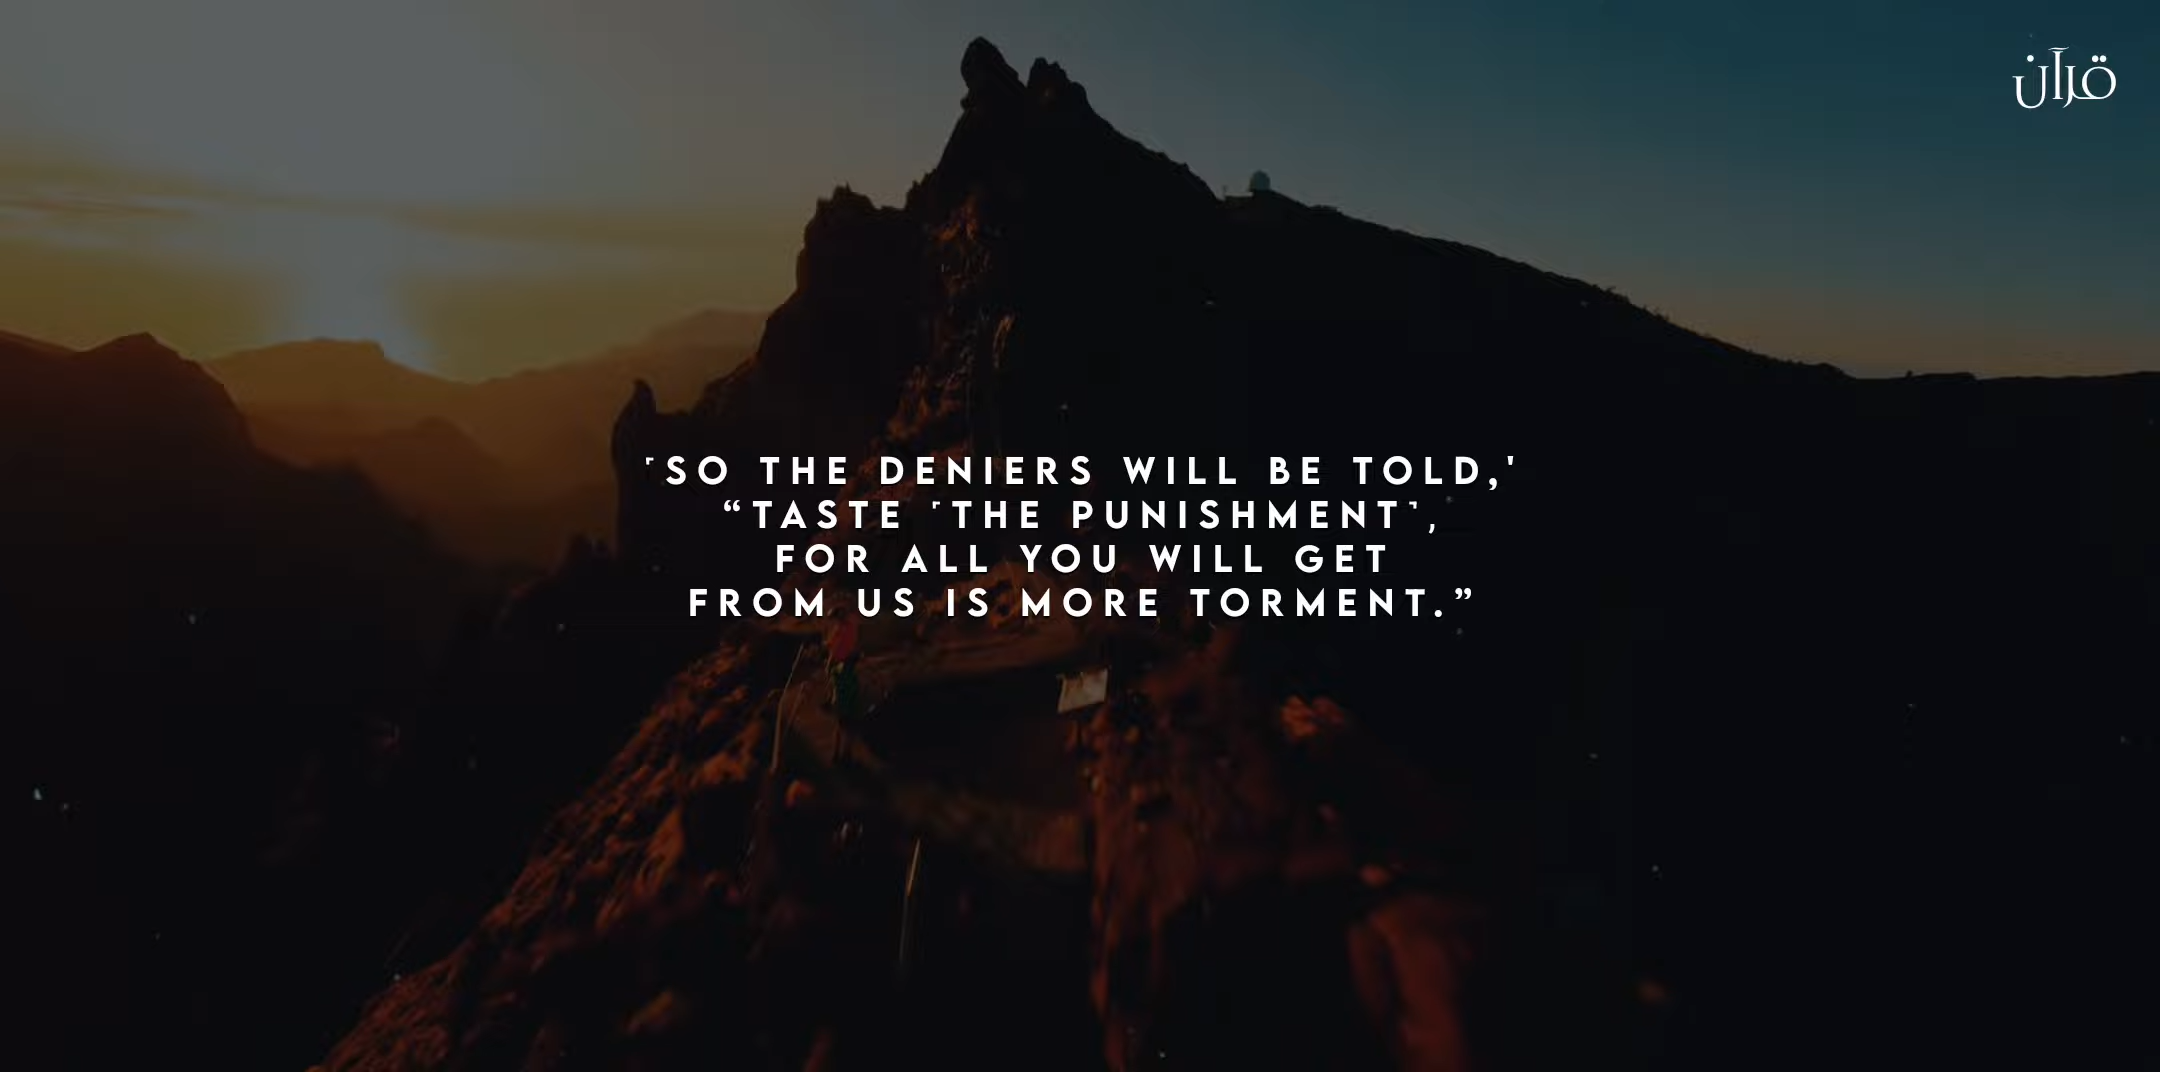 قرآن
⸢SO THE DENIERS WILL BE TOLD,'
“TASTE ⸢THE PUNISHMENT⸣,
FOR ALL YOU WILL GET
FROM US IS MORE TORMENT.”